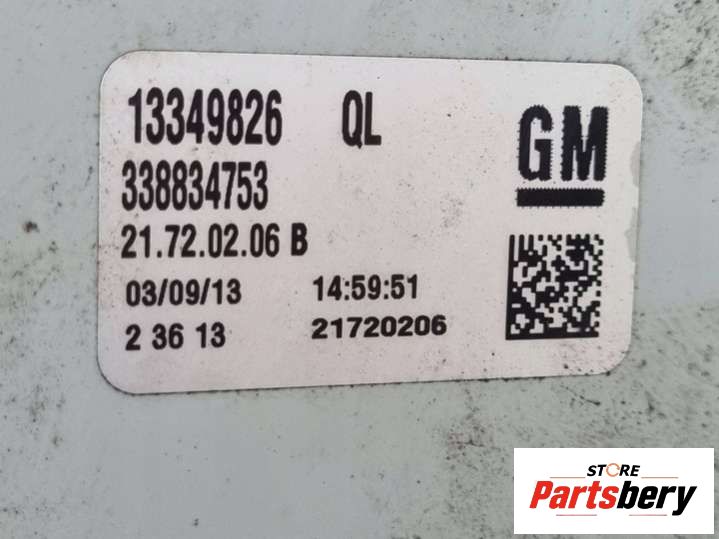 13349826 QL
GM
338834753
21.72.02.06 B
03/09/13 14:59:51
2 36 13 21720206
STORE
Partsbery